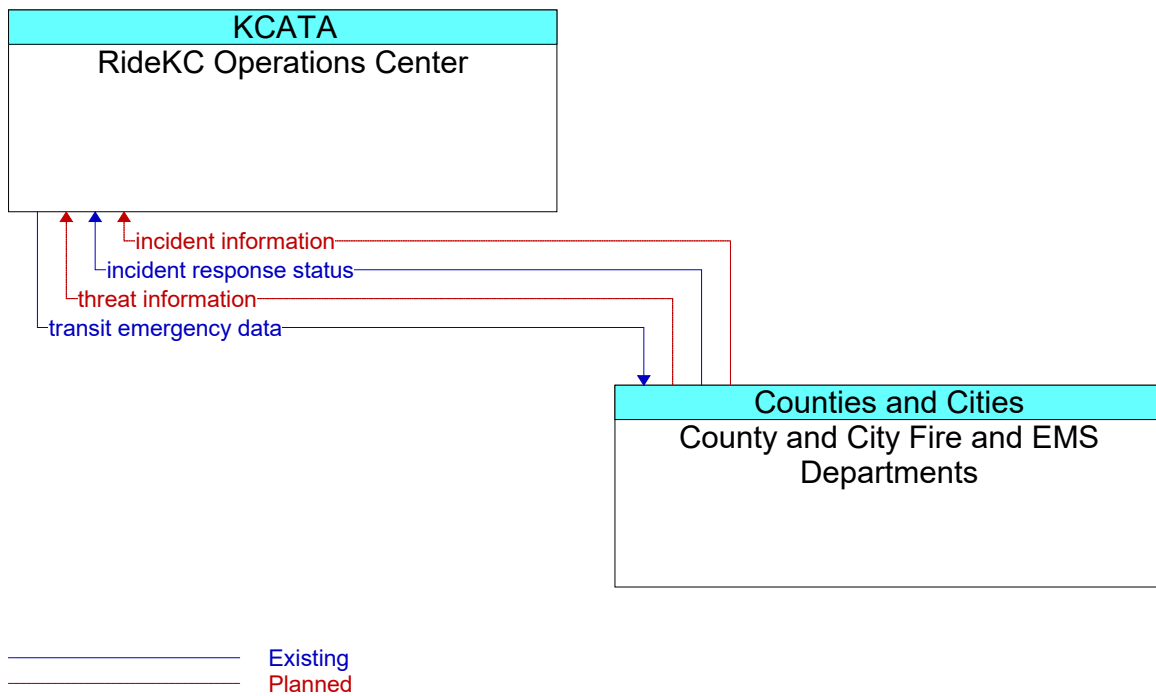 KCATA
RideKC Operations Center
incident information
incident response status
threat information
transit emergency data
Counties and Cities
County and City Fire and EMS
Departments
Existing
Planned